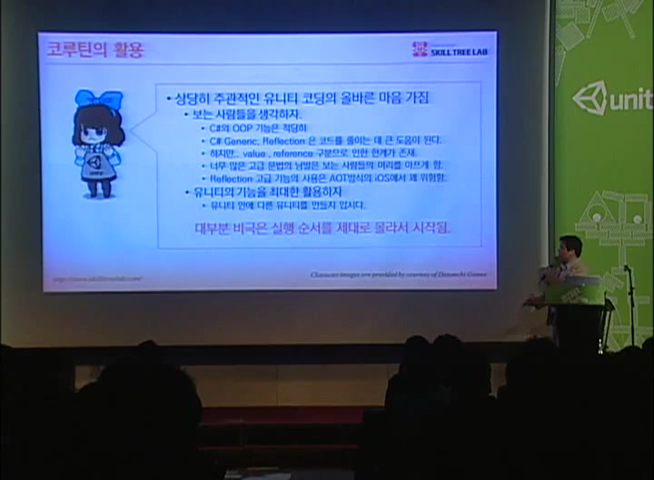 코루틴의 활용
SKILL TREE LAB
• 상당히 주관적인 유니티 코딩의 올바른 마음 가짐
• 보는 사람들을 생각하자.
• C#의 OOP 기능은 적당히
• C# Generic, Reflection 은 코드를 줄이는 데 큰 도움이 된다.
• 하지만.. value , reference 구분으로 인한 한계가 존재.
• 너무 많은 고급 문법의 남발은 보는 사람들의 머리를 아프게 함.
• Reflection 고급 기능의 사용은 AOT방식의 iOS에서 꽤 위험함.
• 유니티의 기능을 최대한 활용하자
• 유니티 안에 다른 유니티를 만들지 맙시다.
대부분 비극은 실행 순서를 제대로 몰라서 시작됨.
Character images are provided by courtesy of Games
unit